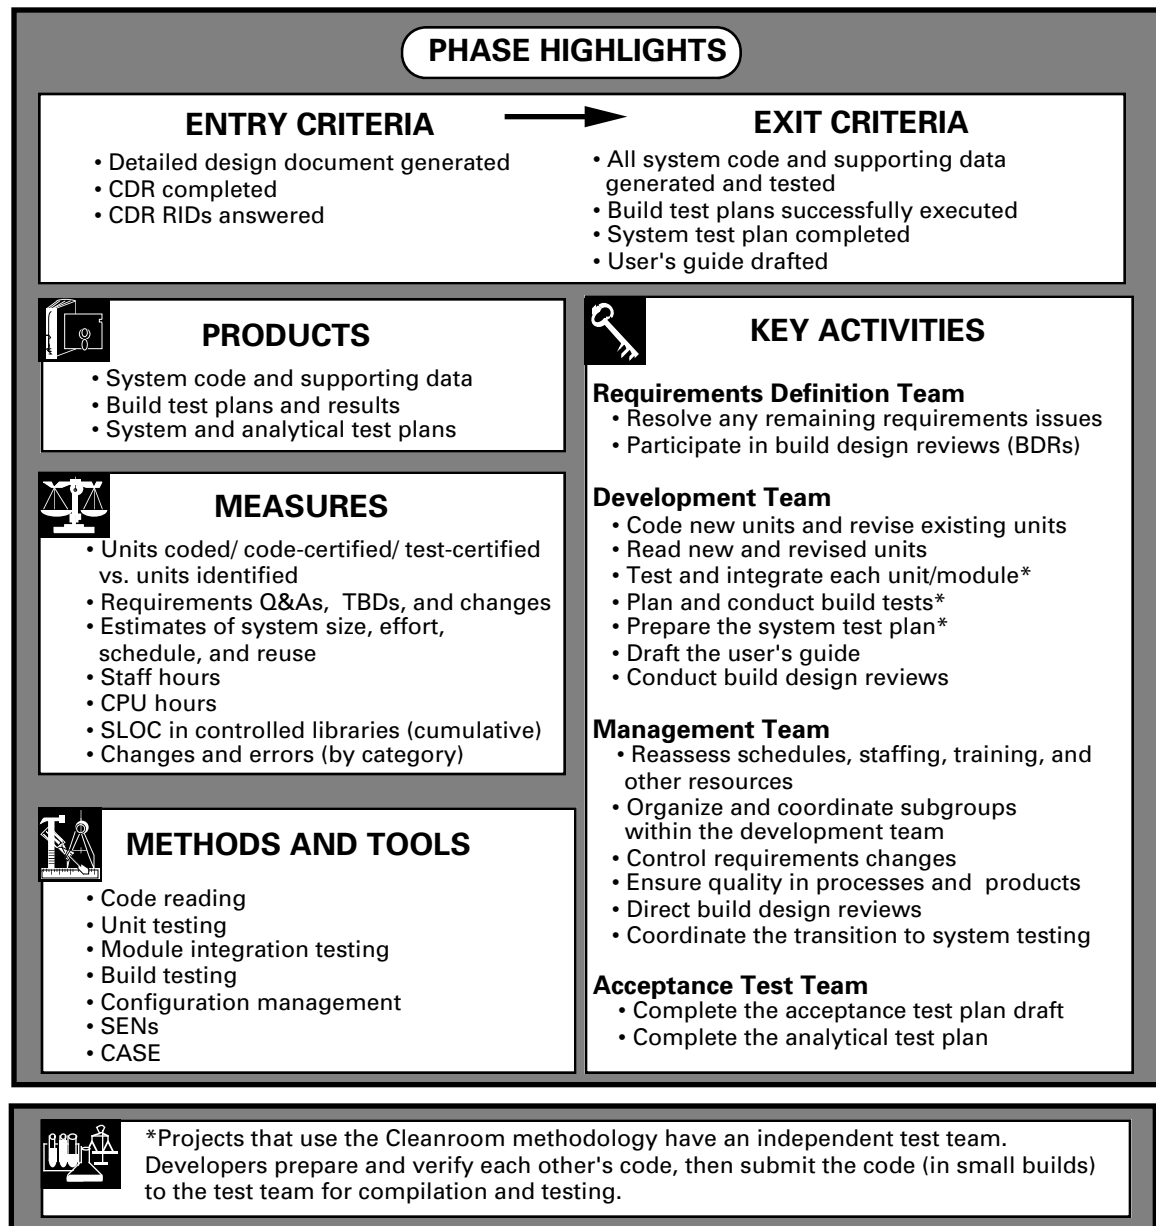 PHASE HIGHLIGHTS
ENTRY CRITERIA
• Detailed design document generated
• CDR completed
• CDR RIDs answered
EXIT CRITERIA
• All system code and supporting data
generated and tested
• Build test plans successfully executed
• System test plan completed
• User's guide drafted
PRODUCTS
• System code and supporting data
• Build test plans and results
• System and analytical test plans
MEASURES
• Units coded/ code-certified/ test-certified
vs. units identified
• Requirements Q&As, TBDs, and changes
• Estimates of system size, effort,
schedule, and reuse
• Staff hours
• CPU hours
• SLOC in controlled libraries (cumulative)
• Changes and errors (by category)
METHODS AND TOOLS
• Code reading
• Unit testing
• Module integration testing
• Build testing
• Configuration management
• SENs
• CASE
KEY ACTIVITIES
Requirements Definition Team
• Resolve any remaining requirements issues
• Participate in build design reviews (BDRs)
Development Team
• Code new units and revise existing units
• Read new and revised units
• Test and integrate each unit/module*
• Plan and conduct build tests*
• Prepare the system test plan*
• Draft the user's guide
• Conduct build design reviews
Management Team
• Reassess schedules, staffing, training, and
other resources
• Organize and coordinate subgroups
within the development team
• Control requirements changes
• Ensure quality in processes and products
• Direct build design reviews
• Coordinate the transition to system testing
Acceptance Test Team
• Complete the acceptance test plan draft
• Complete the analytical test plan
*Projects that use the Cleanroom methodology have an independent test team.
Developers prepare and verify each other's code, then submit the code (in small builds)
to the test team for compilation and testing.